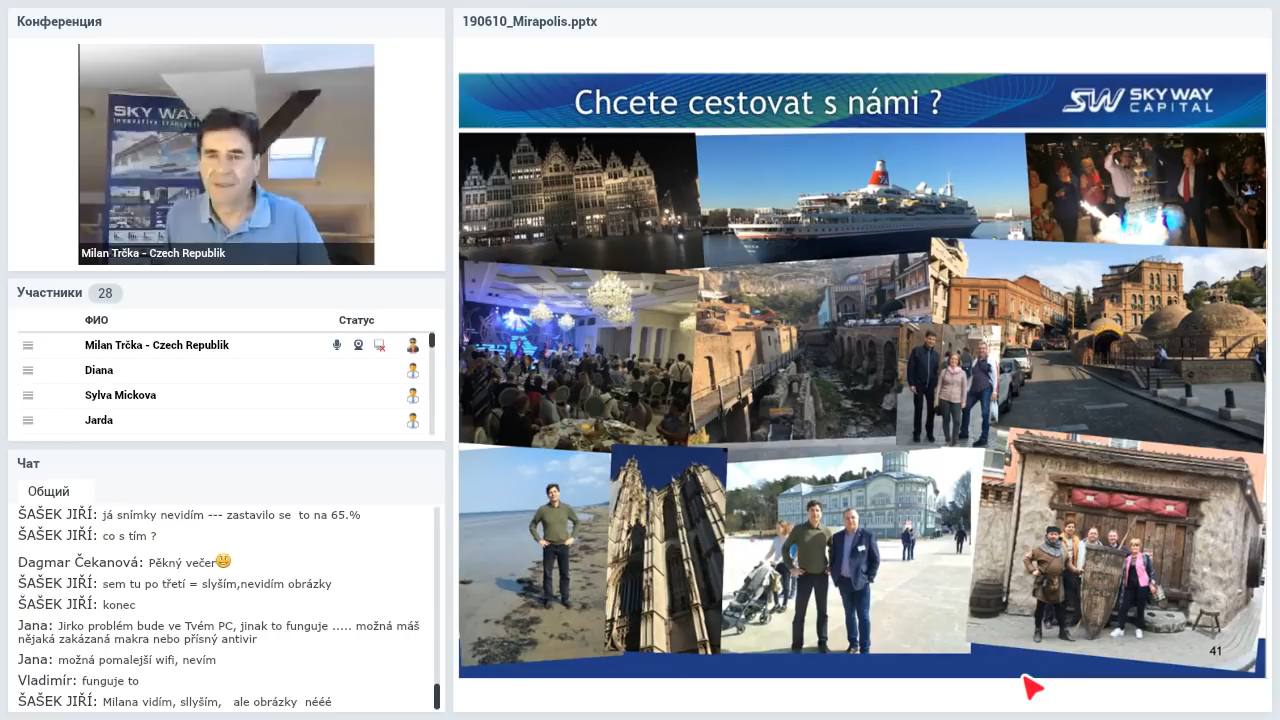 Конференция
SKY WAY
Milan Trčka - Czech Republik
Участники 28
ФИО Статус
Milan Trčka - Czech Republik
Diana
Sylva Mickova
Jarda
Чат
Общий
ŠAŠEK JIŘÍ: já snimky nevidím --- zastavilo se to na 65.%
ŠAŠEK JIŘÍ: co s tím ?
Dagmar Čekanová: Pěkný večer
ŠAŠEK JIŘÍ: sem tu po třetí = slyším,nevidím obrázky
ŠAŠEK JIŘÍ: konec
Jana: Jirko problém bude ve Tvém PC, jinak to funguje ..... možná máš
nějaká zakázaná makra nebo přísný antivir
Jana: možná pomalejší wifi, nevím
Vladimír: funguje to
ŠAŠEK JIŘÍ: Milana vidím, sllyším, ale obrázky nééé
190610_Mirapolis.pptx
Chcete cestovat s námi ?
SW SKY WAY
CAPITAL
41